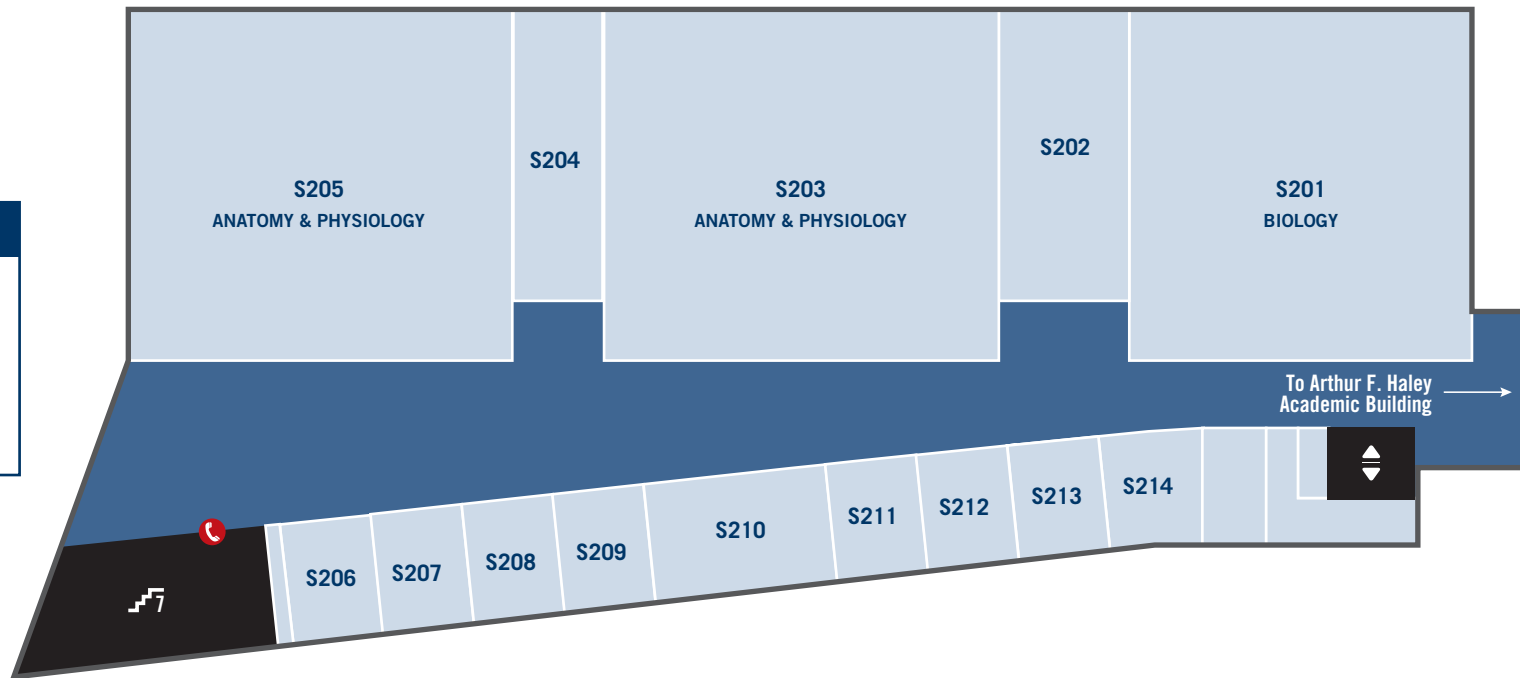 S204
S202
S205
ANATOMY & PHYSIOLOGY
S203
ANATOMY & PHYSIOLOGY
S201
BIOLOGY
To Arthur F. Haley
Academic Building
S206
S207
S208
S209
S210
S211
S212
S213
S214
7